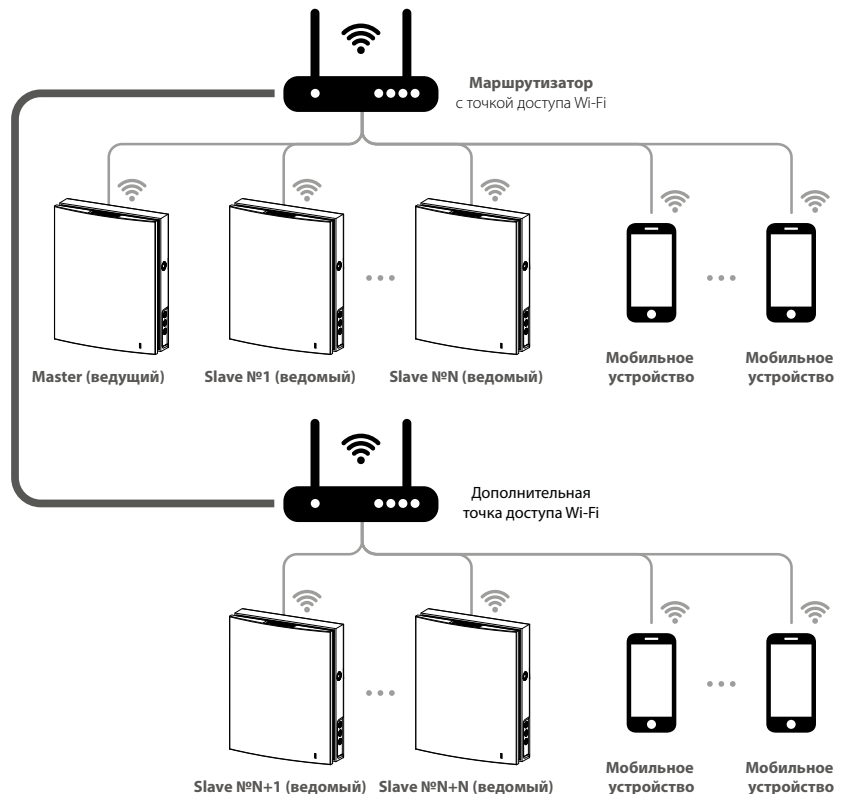 Маршрутизатор
с точкой доступа Wi-Fi
Master (ведущий)
Slave №1 (ведомый)
Slave №N (ведомый)
Мобильное
устройство
Мобильное
устройство
Дополнительная
точка доступа Wi-Fi
Slave №N+1 (ведомый)
Slave №N+N (ведомый)
Мобильное
устройство
Мобильное
устройство